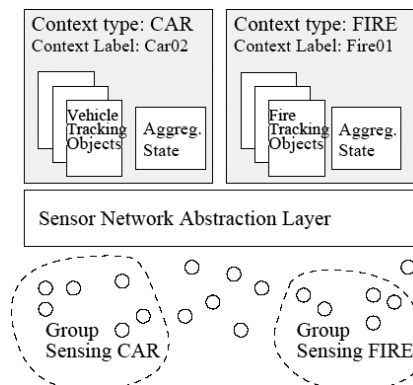 Context type: CAR
Context Label: Car02
Vehicle
Tracking
Objects
Aggreg.
State
Context type: FIRE
Context Label: Fire01
Fire
Tracking
Objects
Aggreg.
State
Sensor Network Abstraction Layer
Group
Sensing CAR
Group
Sensing FIRE